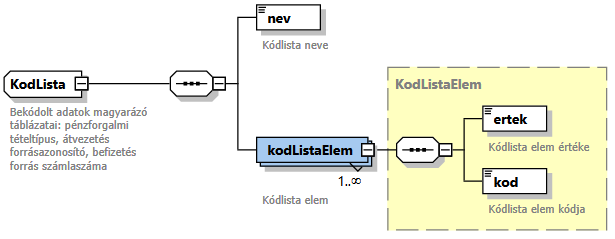 nev
Kódlista neve
KodLista
Bekódolt adatok magyarázó
táblázatai: pénzforgalmi
tételtípus, átvezetés
forrásazonosító, befizetés
forrás számlaszáma
kodListaElem
1..∞
Kódlista elem
KodListaElem
ertek
Kódlista elem értéke
kod
Kódlista elem kódja